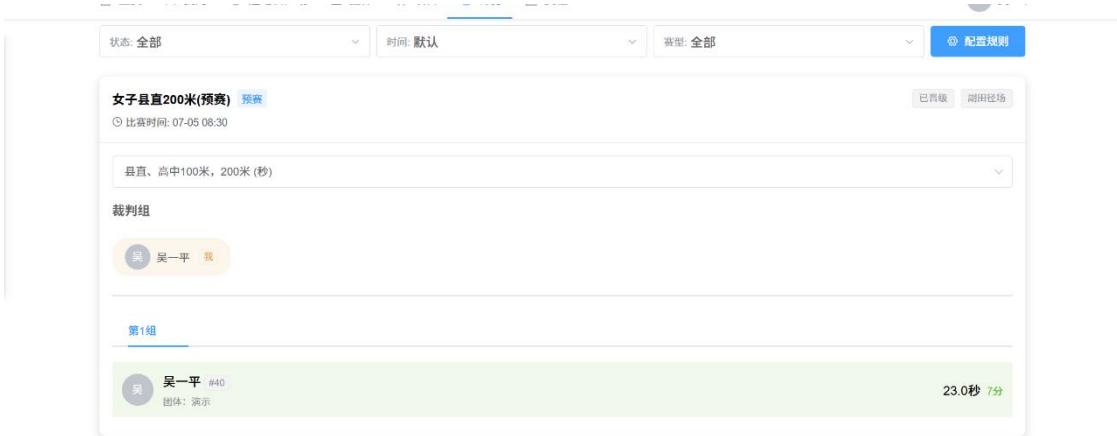 状态: 全部
时间: 默认
赛型: 全部
配置规则
女子县直200米(预赛) 预赛
已晋级 副田径场
比赛时间: 07-05 08:30
县直、高中100米，200米 (秒)
裁判组
吴 吴一平 我
第1组
吴 吴一平 #40
团体：演示
23.0秒 7分